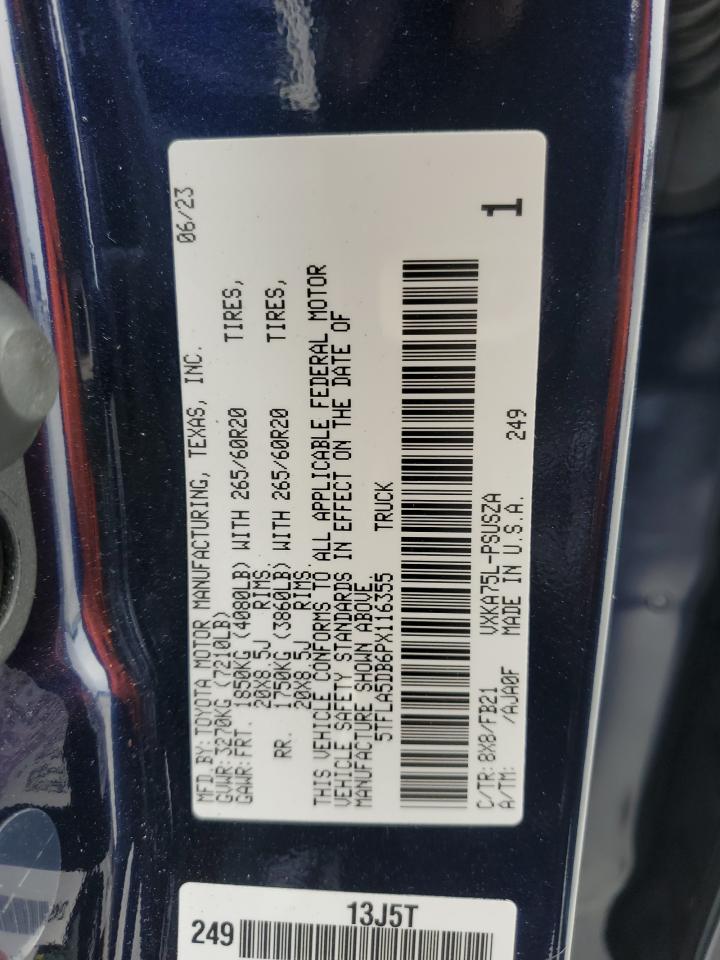 MFD.BY:TOYOTA MOTOR MANUFACTURING, TEXAS, INC. 06/23
GVWR:3270KG(7210LB)
GAWR:FRT. 1850KG(4080LB) WITH 265/60R20 TIRES,
20X8.5J RIMS
RR. 1750KG(3860LB) WITH 265/60R20 TIRES,
20X8.5J RIMS
THIS VEHICLE CONFORMS TO ALL APPLICABLE FEDERAL MOTOR
VEHICLE SAFETY STANDARDS IN EFFECT ON THE DATE OF
MANUFACTURE SHOWN ABOVE.
5TFLA5DB6PX116355 TRUCK
C/TR:8X8/FB21 VXKA75L-PSUSZA
A/TM: /AJA0F MADE IN U.S.A. 249
1
13J5T
249